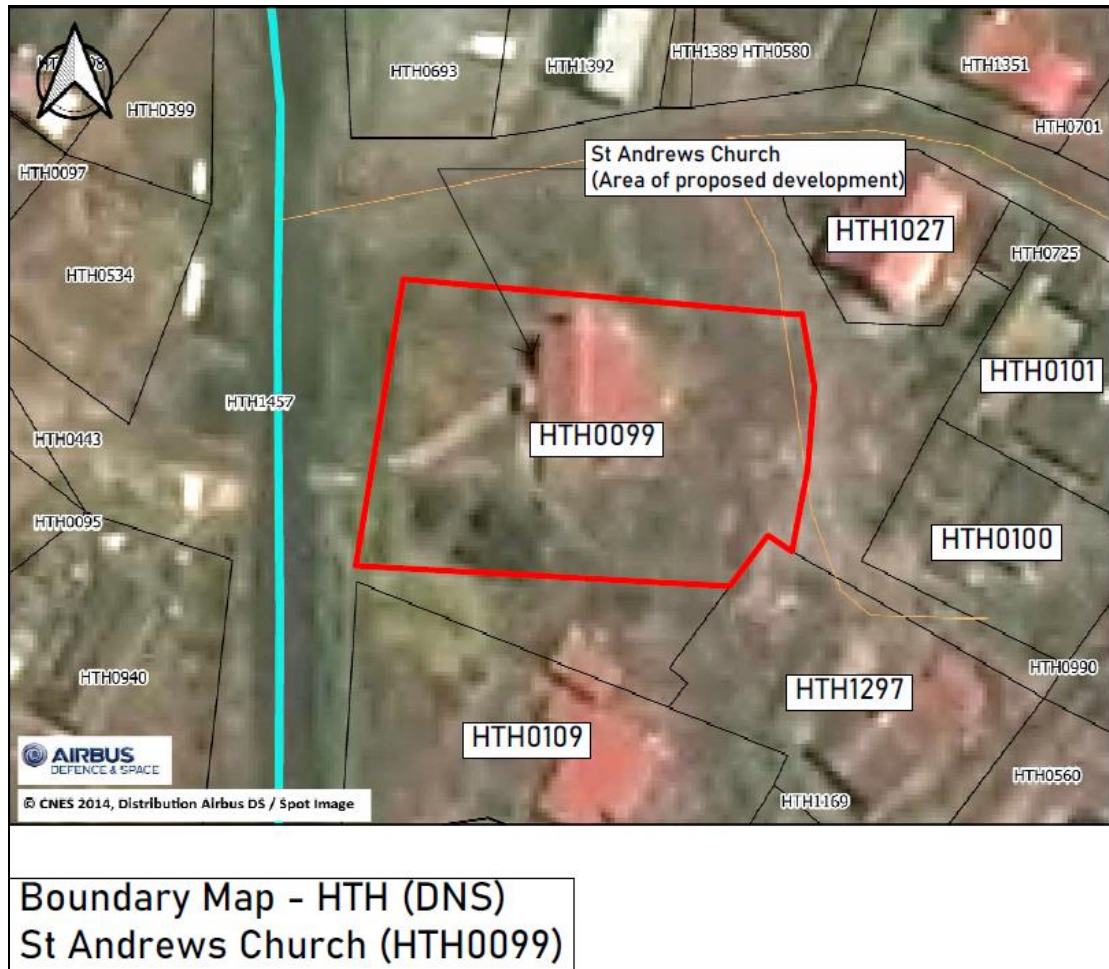 HTH0693
HTH1392
HTH1389 HTH0580
HTH1351
HTH0399
HTH0701
HTH0097
St Andrews Church
(Area of proposed development)
HTH1027
HTH0725
HTH0534
HTH0101
HTH1457
HTH0099
HTH0443
HTH0095
HTH0100
HTH0940
HTH1297
HTH0990
HTH0109
AIRBUS
DEFENCE & SPACE
HTH0560
© CNES 2014, Distribution Airbus DS / Spot Image
HTH1169
Boundary Map - HTH (DNS)
St Andrews Church (HTH0099)